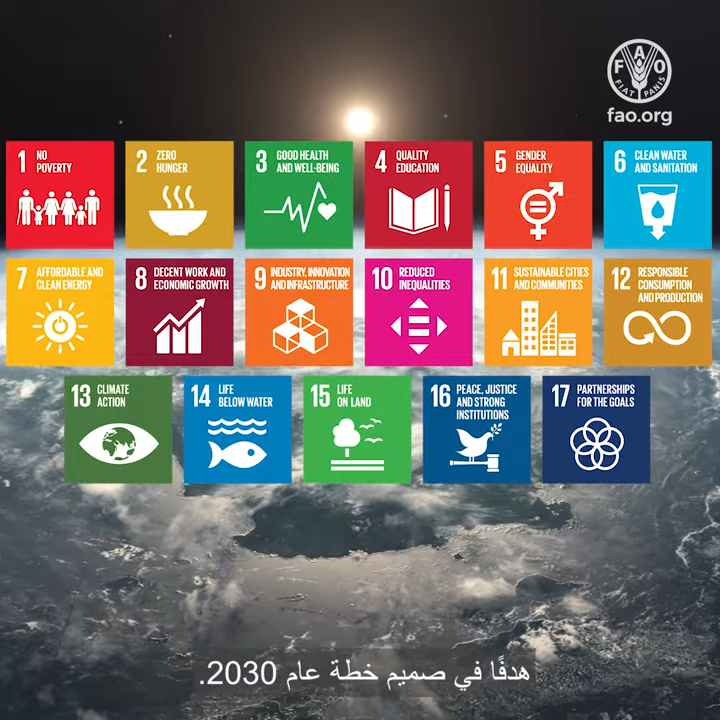 FAO
FIAT PANIS
fao.org
1 NO POVERTY
2 ZERO HUNGER
3 GOOD HEALTH AND WELL-BEING
4 QUALITY EDUCATION
5 GENDER EQUALITY
6 CLEAN WATER AND SANITATION
7 AFFORDABLE AND CLEAN ENERGY
8 DECENT WORK AND ECONOMIC GROWTH
9 INDUSTRY, INNOVATION AND INFRASTRUCTURE
10 REDUCED INEQUALITIES
11 SUSTAINABLE CITIES AND COMMUNITIES
12 RESPONSIBLE CONSUMPTION AND PRODUCTION
13 CLIMATE ACTION
14 LIFE BELOW WATER
15 LIFE ON LAND
16 PEACE, JUSTICE AND STRONG INSTITUTIONS
17 PARTNERSHIPS FOR THE GOALS
هدفًا في صميم خطة عام 2030.